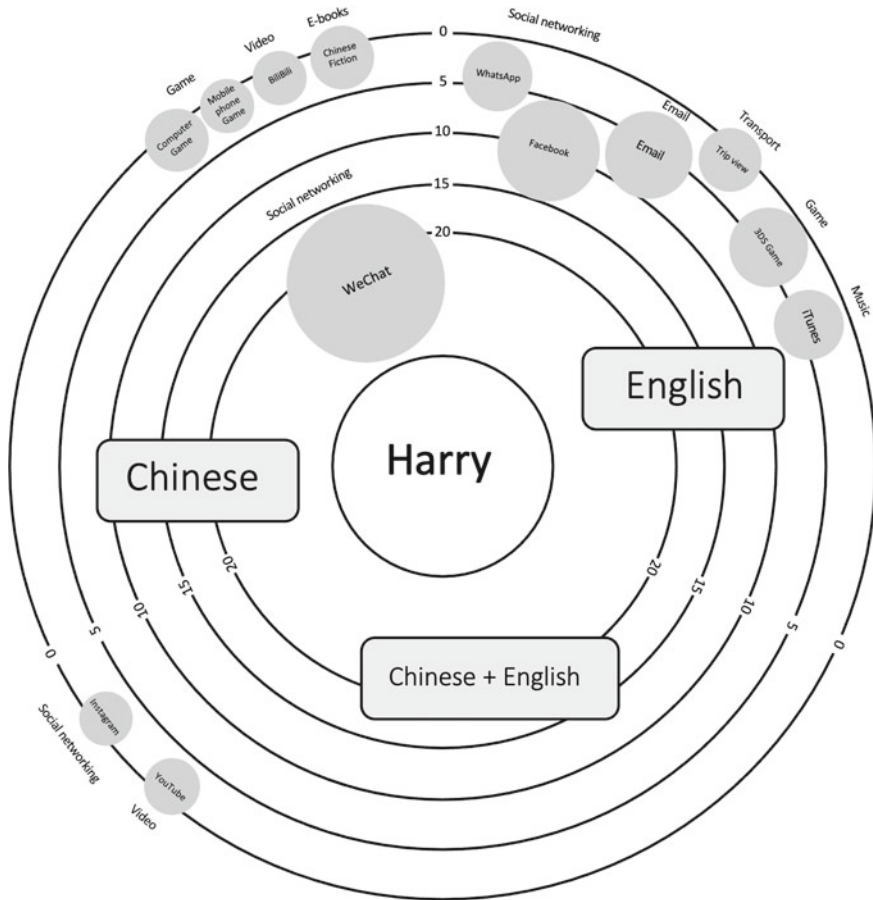 E-books
Video
Game
Chinese
Fiction
BiliBili
Mobile
phone
Game
Computer
Game
Social networking
WeChat
0
5
10
15
20
Social networking
WhatsApp
Facebook
Email
Email
Transport
Trip view
Game
3DS Game
Music
iTunes
English
Harry
Chinese
20
15
10
5
0
20
15
10
5
0
Chinese + English
Instagram
Social networking
YouTube
Video